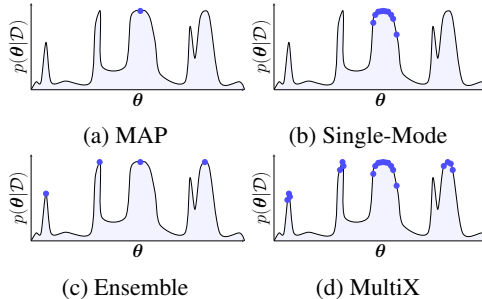 p(θ|𝒟)
θ
(a) MAP
p(θ|𝒟)
θ
(b) Single-Mode
p(θ|𝒟)
θ
(c) Ensemble
p(θ|𝒟)
θ
(d) MultiX